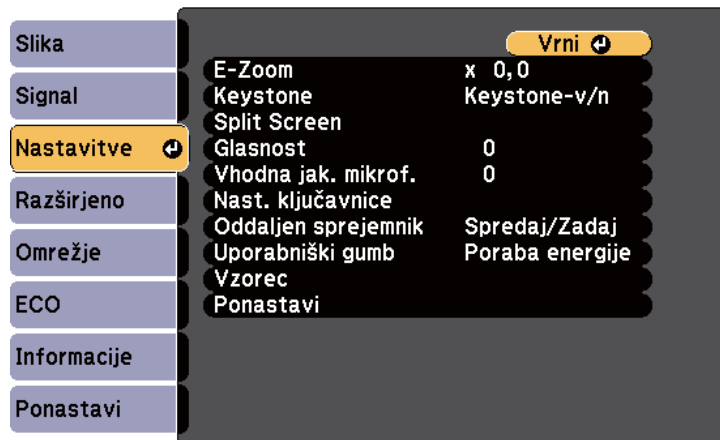 Slika
Signal
Nastavitve
Razširjeno
Omrežje
ECO
Informacije
Ponastavi
Vrni
E-Zoom x 0,0
Keystone Keystone-v/n
Split Screen
Glasnost 0
Vhodna jak. mikrof. 0
Nast. ključavnice
Oddaljen sprejemnik Spredaj/Zadaj
Uporabniški gumb Poraba energije
Vzorec
Ponastavi